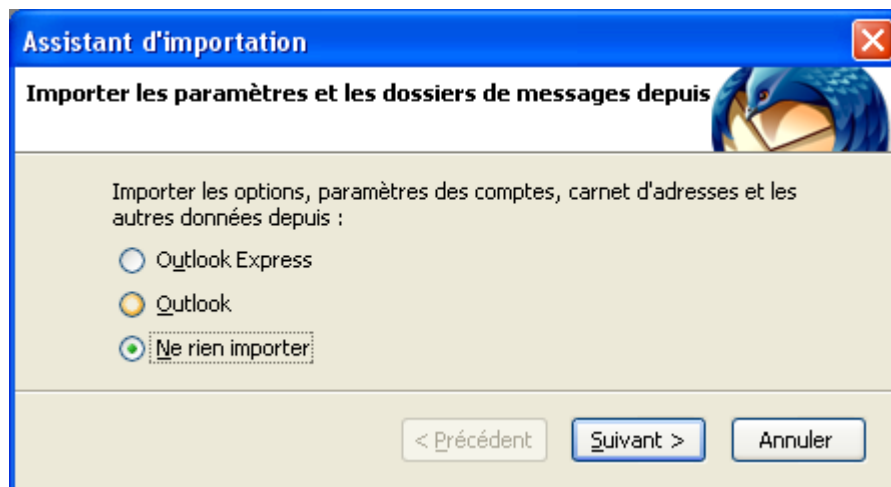 Assistant d'importation
Importer les paramètres et les dossiers de messages depuis
Importer les options, paramètres des comptes, carnet d'adresses et les
autres données depuis :
Outlook Express
Outlook
Ne rien importer
< Précédent
Suivant >
Annuler